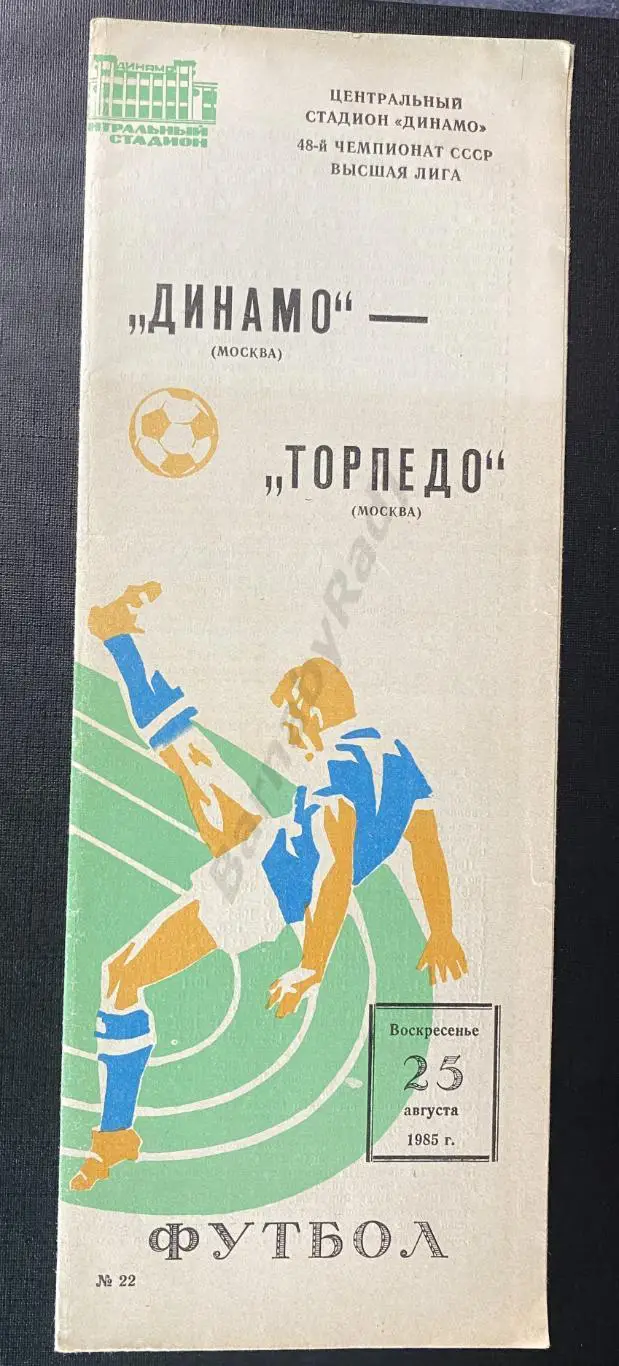 ДИНАМО
НТРАЛЬНЫЙ
СТАДИОН
ЦЕНТРАЛЬНЫЙ
СТАДИОН «ДИНАМО»
48-й ЧЕМПИОНАТ СССР
ВЫСШАЯ ЛИГА
„ДИНАМО“ —
(МОСКВА)
„ТОРПЕДО“
(МОСКВА)
Воскресенье
25
августа
1985 г.
ФУТБОЛ
№ 22